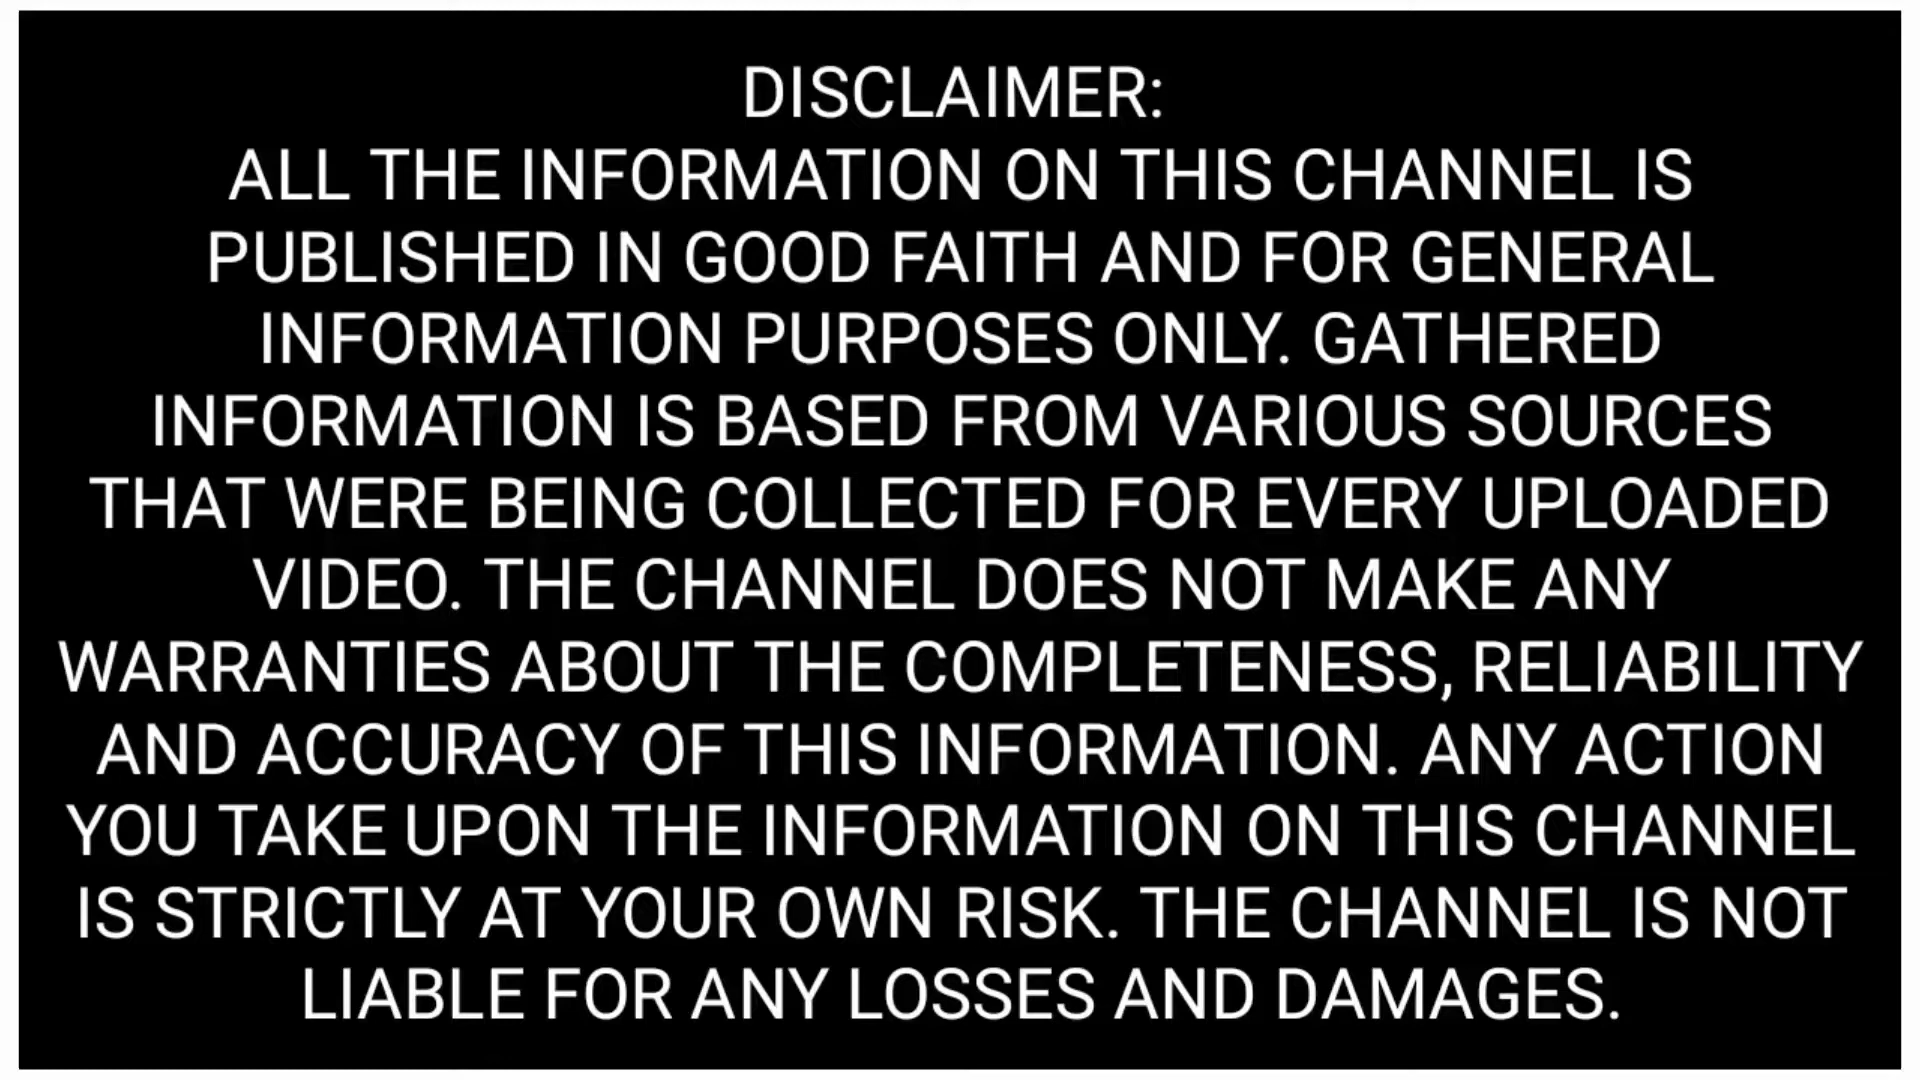 DISCLAIMER:
ALL THE INFORMATION ON THIS CHANNEL IS
PUBLISHED IN GOOD FAITH AND FOR GENERAL
INFORMATION PURPOSES ONLY. GATHERED
INFORMATION IS BASED FROM VARIOUS SOURCES
THAT WERE BEING COLLECTED FOR EVERY UPLOADED
VIDEO. THE CHANNEL DOES NOT MAKE ANY
WARRANTIES ABOUT THE COMPLETENESS, RELIABILITY
AND ACCURACY OF THIS INFORMATION. ANY ACTION
YOU TAKE UPON THE INFORMATION ON THIS CHANNEL
IS STRICTLY AT YOUR OWN RISK. THE CHANNEL IS NOT
LIABLE FOR ANY LOSSES AND DAMAGES.